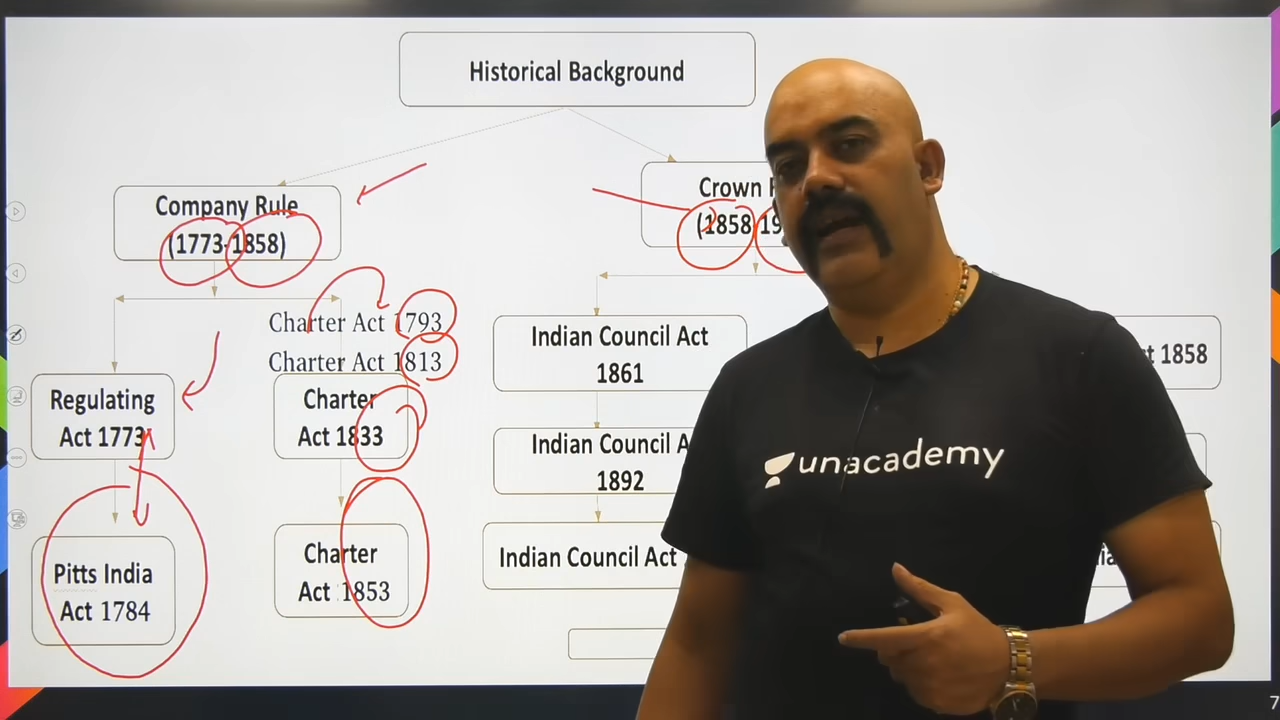 Historical Background
Company Rule
(1773-1858)
Crown
(1858
Charter Act 1793
Charter Act 1813
Regulating
Act 1773
Charter
Act 1833
Pitts India
Act 1784
Charter
Act 1853
Indian Council Act
1861
Indian Council
1892
Indian Council Act
1858
unacademy